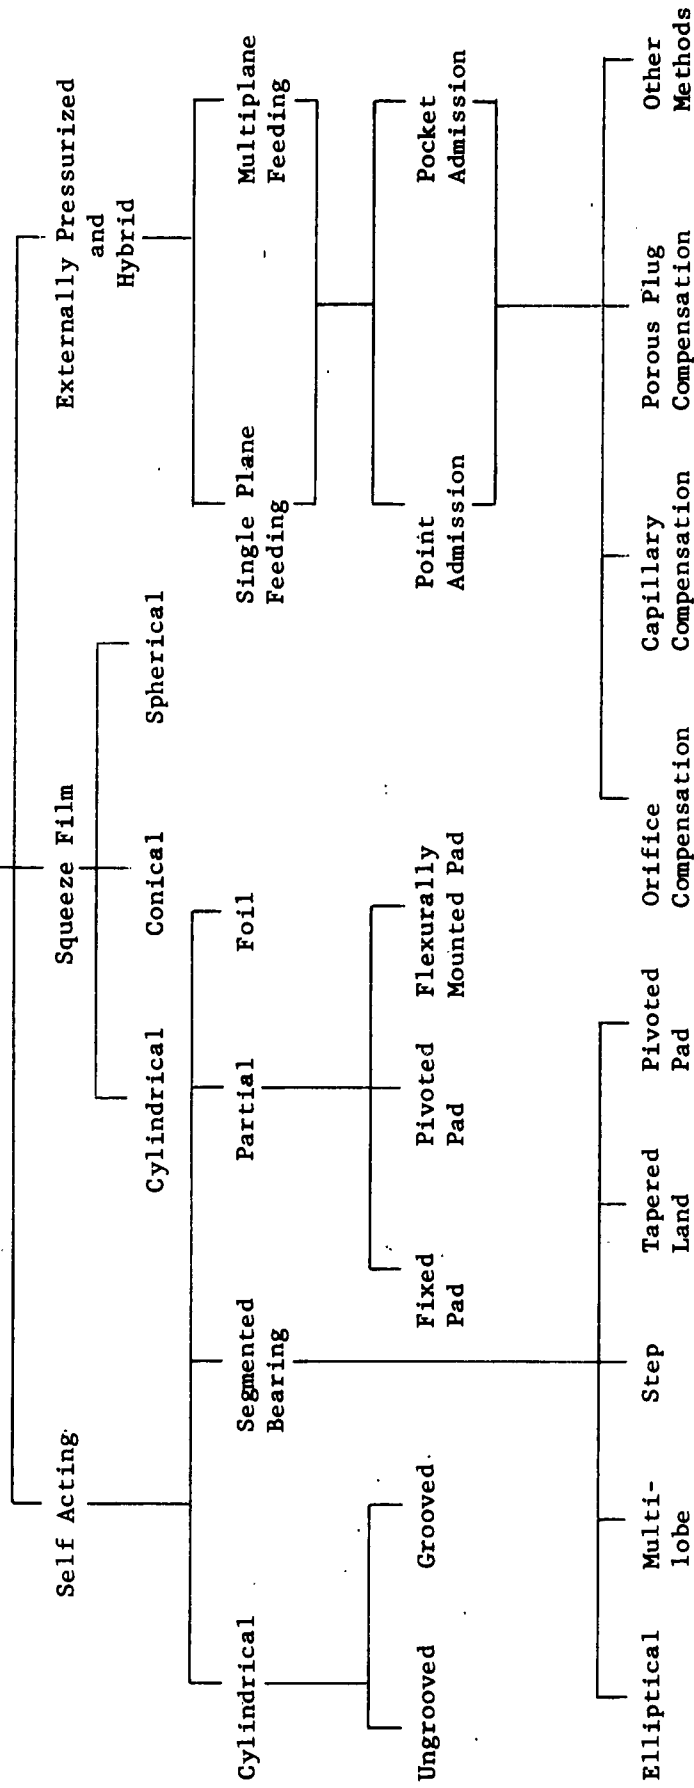 Self Acting
Squeeze Film
Externally Pressurized
and
Hybrid
Cylindrical
Conical
Spherical
Cylindrical
Segmented
Bearing
Partial
Foil
Single Plane
Feeding
Multiplane
Feeding
Ungrooved
Grooved
Fixed
Pad
Pivoted
Pad
Flexurally
Mounted Pad
Point
Admission
Pocket
Admission
Elliptical
Multi-
lobe
Step
Tapered
Land
Pivoted
Pad
Orifice
Compensation
Capillary
Compensation
Porous Plug
Compensation
Other
Methods